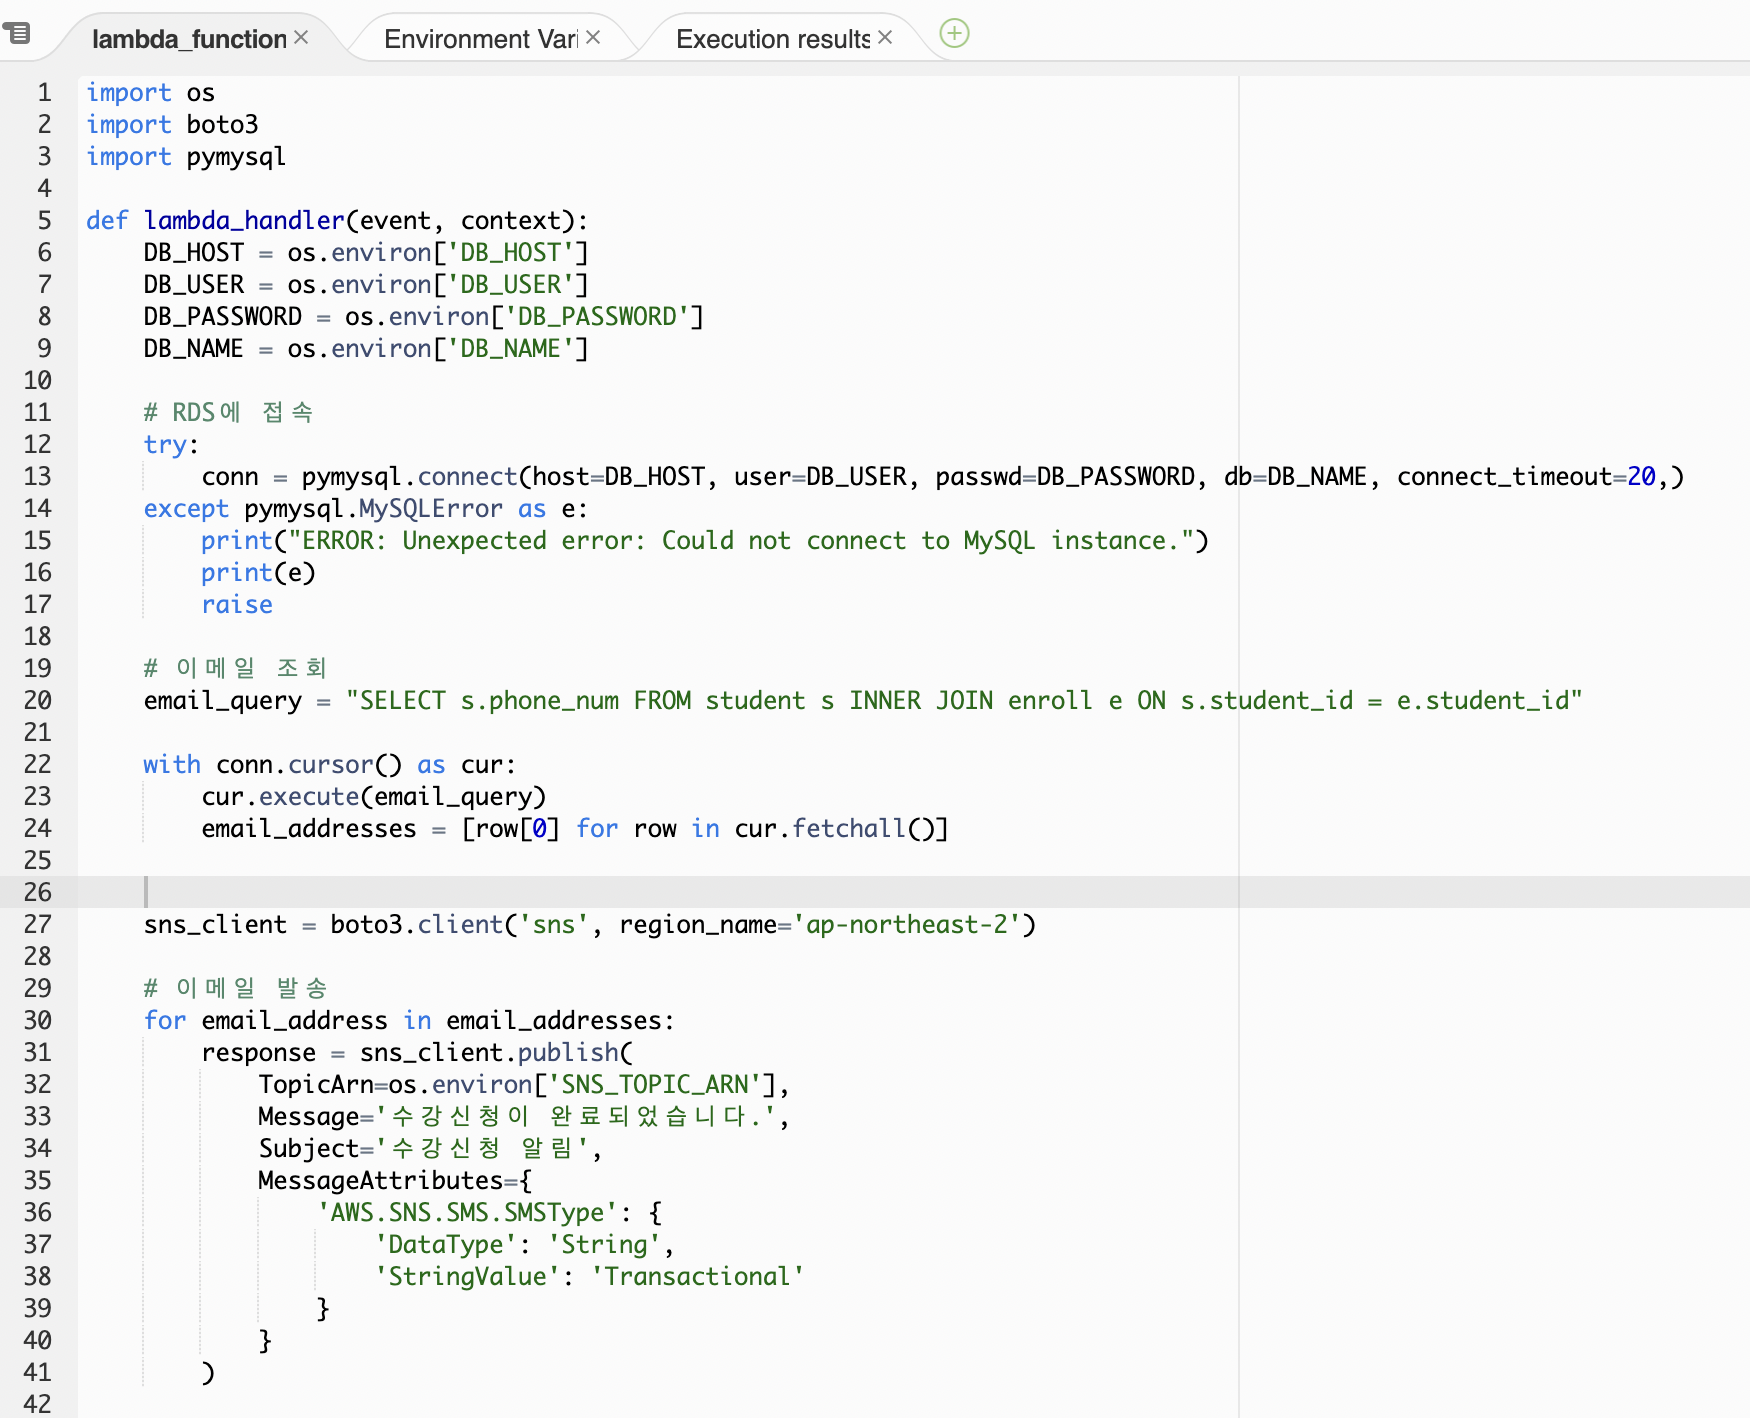 lambda_function ×
Environment Vari ×
Execution results ×
1 import os
2 import boto3
3 import pymysql
4
5 def lambda_handler(event, context):
6     DB_HOST = os.environ['DB_HOST']
7     DB_USER = os.environ['DB_USER']
8     DB_PASSWORD = os.environ['DB_PASSWORD']
9     DB_NAME = os.environ['DB_NAME']
10
11     # RDS에 접속
12     try:
13         conn = pymysql.connect(host=DB_HOST, user=DB_USER, passwd=DB_PASSWORD, db=DB_NAME, connect_timeout=20,)
14     except pymysql.MySQLError as e:
15         print("ERROR: Unexpected error: Could not connect to MySQL instance.")
16         print(e)
17         raise
18
19     # 이메일 조회
20     email_query = "SELECT s.phone_num FROM student s INNER JOIN enroll e ON s.student_id = e.student_id"
21
22     with conn.cursor() as cur:
23         cur.execute(email_query)
24         email_addresses = [row[0] for row in cur.fetchall()]
25
26
27     sns_client = boto3.client('sns', region_name='ap-northeast-2')
28
29     # 이메일 발송
30     for email_address in email_addresses:
31         response = sns_client.publish(
32             TopicArn=os.environ['SNS_TOPIC_ARN'],
33             Message='수강신청이 완료되었습니다.',
34             Subject='수강신청 알림',
35             MessageAttributes={
36                 'AWS.SNS.SMS.SMSType': {
37                     'DataType': 'String',
38                     'StringValue': 'Transactional'
39                 }
40             }
41         )
42